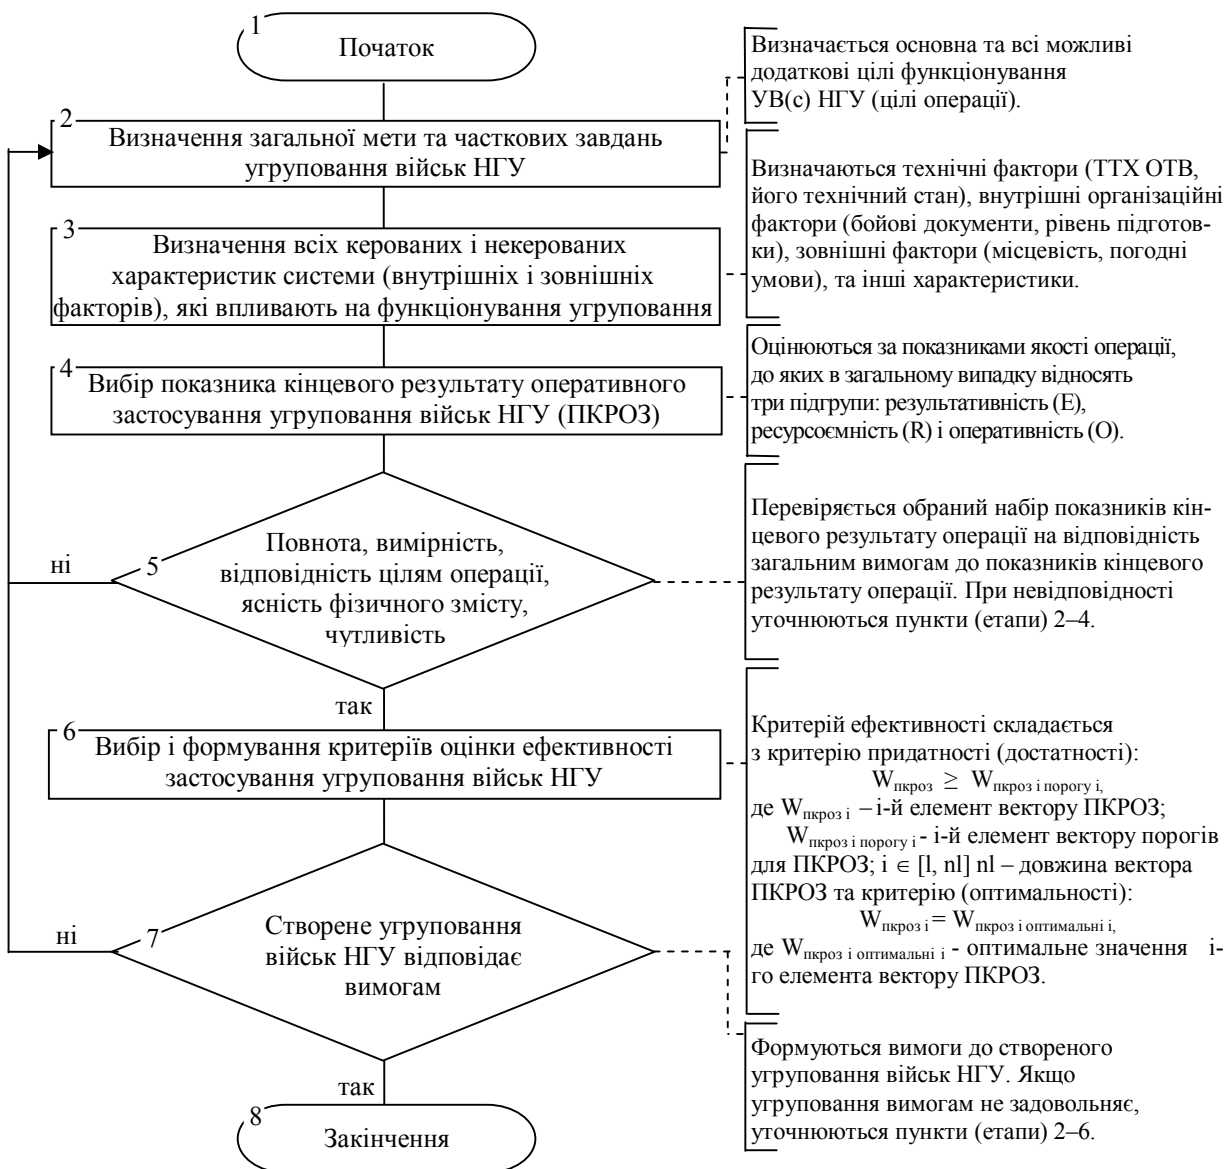 1
Початок
Визначається основна та всі можливі
додаткові цілі функціонування
УВ(с) НГУ (цілі операції).
2
Визначення загальної мети та часткових завдань
угруповання військ НГУ
Визначаються технічні фактори (ТТХ ОТВ,
його технічний стан), внутрішні організаційні
фактори (бойові документи, рівень підготов-
ки), зовнішні фактори (місцевість, погодні
умови), та інші характеристики.
3
Визначення всіх керованих і некерованих
характеристик системи (внутрішніх і зовнішніх
факторів), які впливають на функціонування угруповання
4
Вибір показника кінцевого результату оперативного
застосування угруповання військ НГУ (ПКРОЗ)
Оцінюються за показниками якості операції,
до яких в загальному випадку відносять
три підгрупи: результативність (E),
ресурсоємність (R) і оперативність (O).
5
Повнота, вимірність,
відповідність цілям операції,
ясність фізичного змісту,
чутливість
ні
так
Перевіряється обраний набір показників кін-
цевого результату операції на відповідність
загальним вимогам до показників кінцевого
результату операції. При невідповідності
уточнюються пункти (етапи) 2–4.
6
Вибір і формування критеріїв оцінки ефективності
застосування угруповання військ НГУ
Критерій ефективності складається
з критерію придатності (достатності):
W пкроз ≥ W пкроз і порогу і,
де W пкроз і – і-й елемент вектору ПКРОЗ;
W пкроз і порогу і - і-й елемент вектору порогів
для ПКРОЗ; i ∈ [l, nl] nl – довжина вектора
ПКРОЗ та критерію (оптимальності):
W пкроз і = W пкроз і оптимальні і,
де W пкроз і оптимальні і - оптимальне значення і-
го елемента вектору ПКРОЗ.
7
Створене угруповання
військ НГУ відповідає
вимогам
ні
так
Формуються вимоги до створеного
угруповання військ НГУ. Якщо
угруповання вимогам не задовольняє,
уточнюються пункти (етапи) 2–6.
8
Закінчення